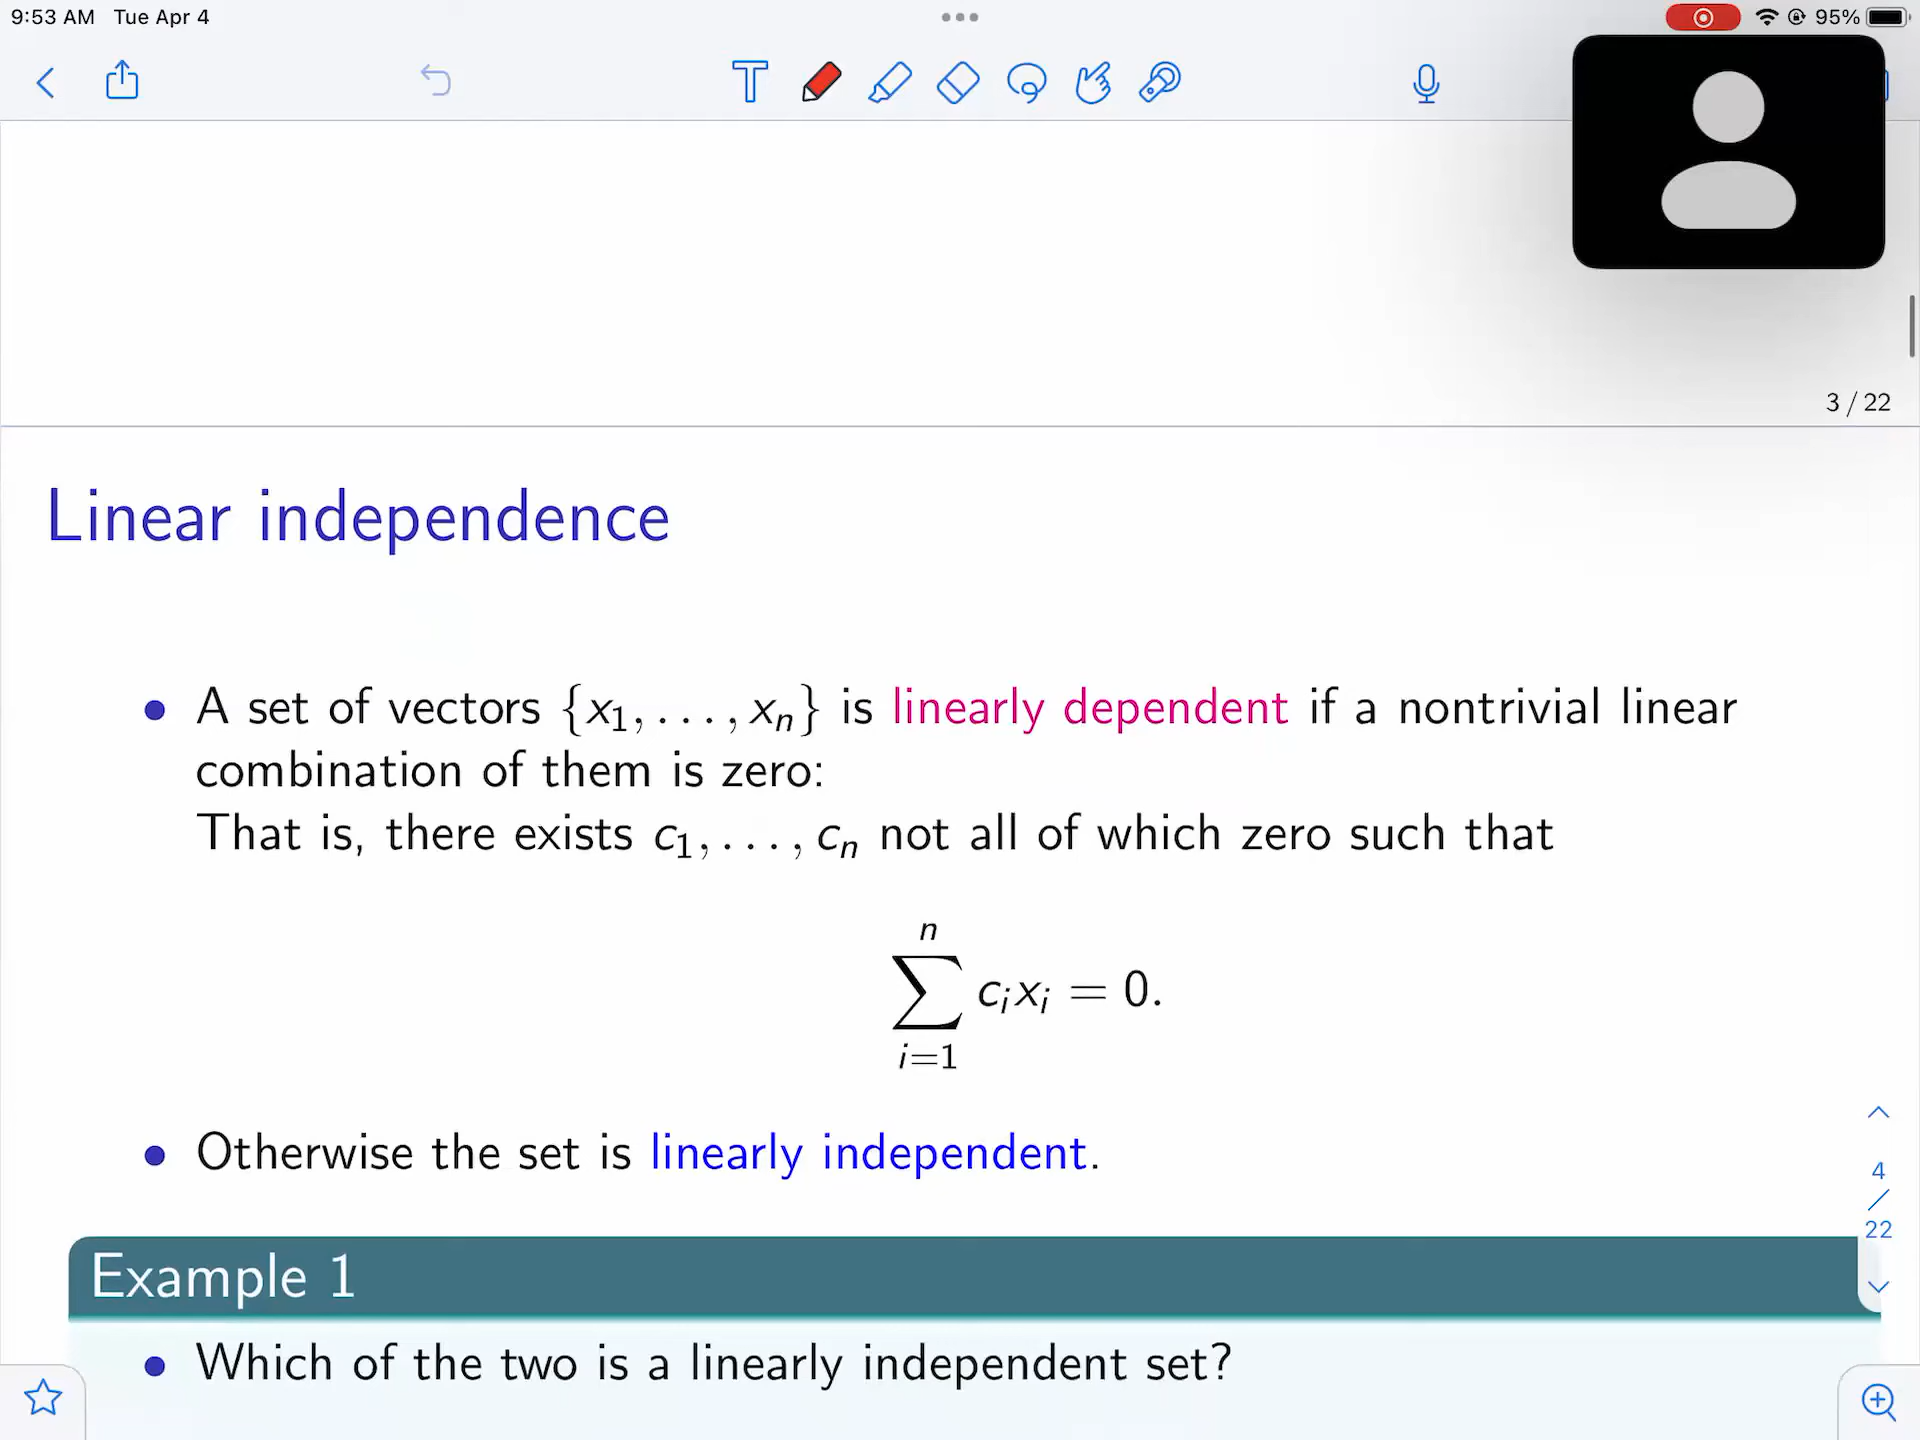 9:53 AM Tue Apr 4
95%
T
3 / 22
Linear independence
• A set of vectors {x₁, . . . , xₙ} is linearly dependent if a nontrivial linear
combination of them is zero:
That is, there exists c₁, . . . , cₙ not all of which zero such that
n
∑ cᵢxᵢ = 0.
i=1
• Otherwise the set is linearly independent.
4
/
22
Example 1
• Which of the two is a linearly independent set?